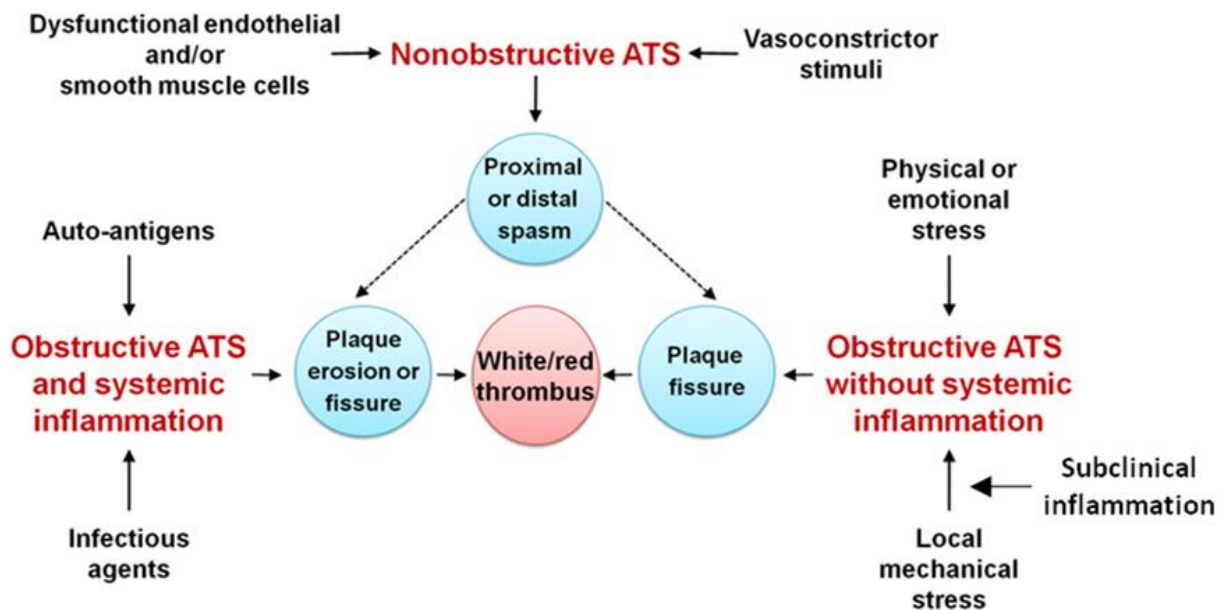 Dysfunctional endothelial
and/or
smooth muscle cells
Nonobstructive ATS
Vasoconstrictor
stimuli
Proximal
or distal
spasm
Physical or
emotional
stress
Auto-antigens
Obstructive ATS
and systemic
inflammation
Plaque
erosion or
fissure
White/red
thrombus
Plaque
fissure
Obstructive ATS
without systemic
inflammation
Subclinical
inflammation
Infectious
agents
Local
mechanical
stress